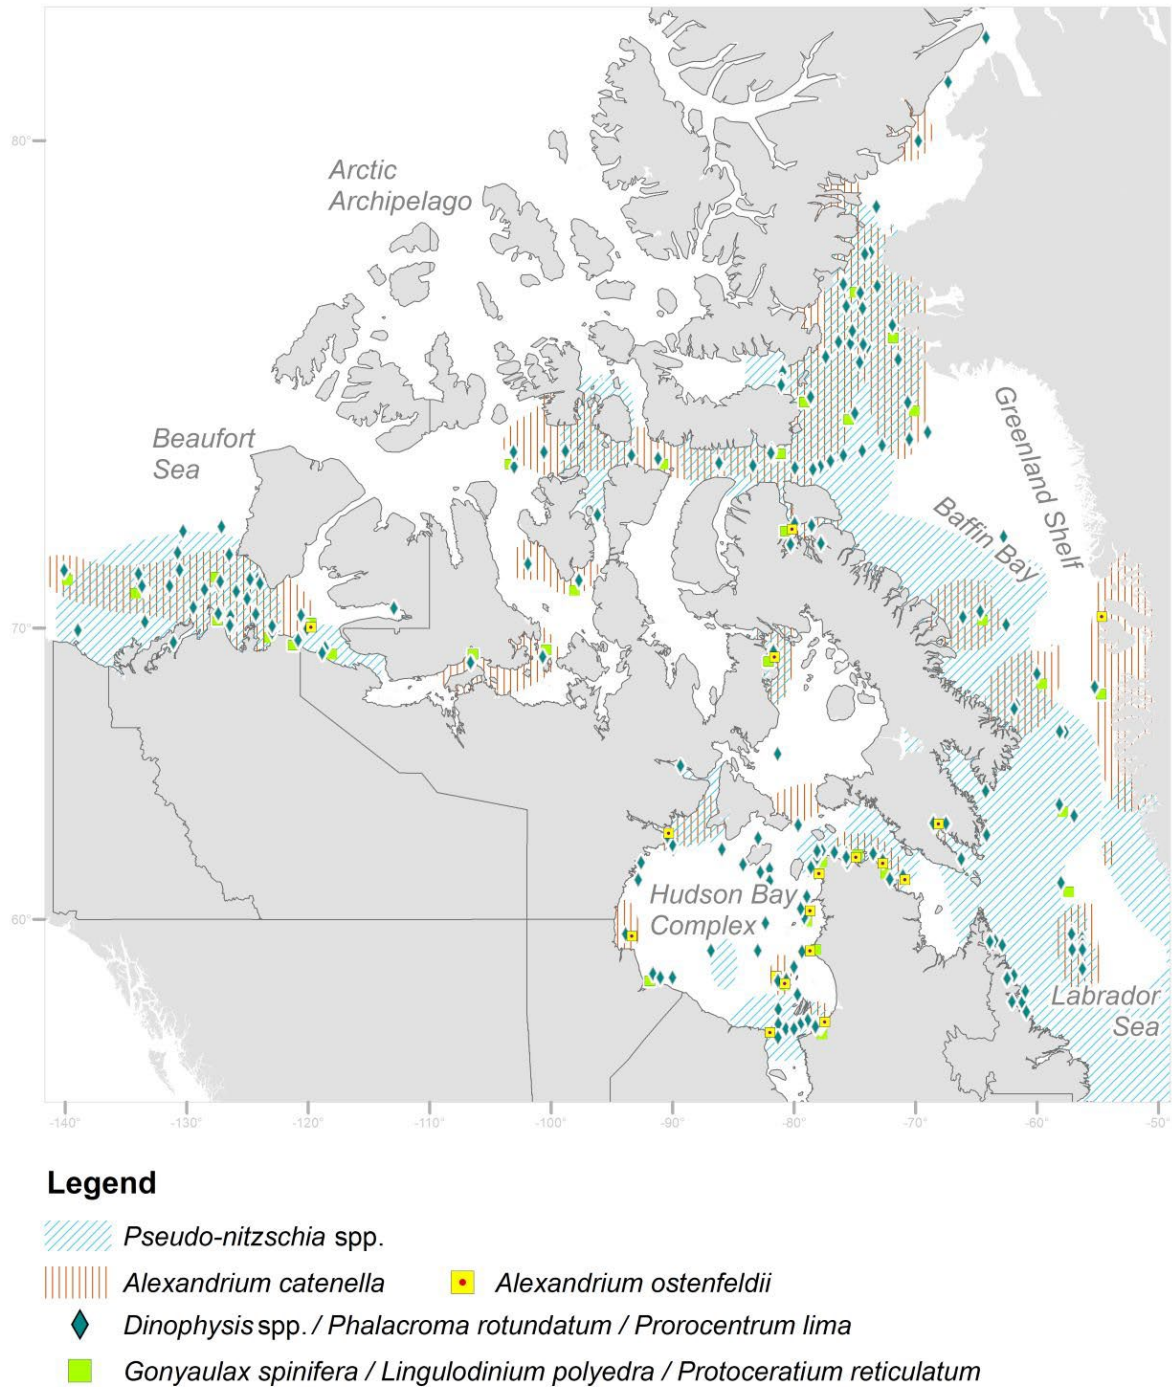 80°
Arctic
Archipelago
Beaufort
Sea
Greenland Shelf
Baffin Bay
70°
Hudson Bay
Complex
60°
Labrador
Sea
-140° -130° -120° -110° -100° -90° -80° -70° -60° -50°
Legend
Pseudo-nitzschia spp.
Alexandrium catenella Alexandrium ostenfeldii
Dinophysis spp. / Phalacroma rotundatum / Prorocentrum lima
Gonyaulax spinifera / Lingulodinium polyedra / Protoceratium reticulatum